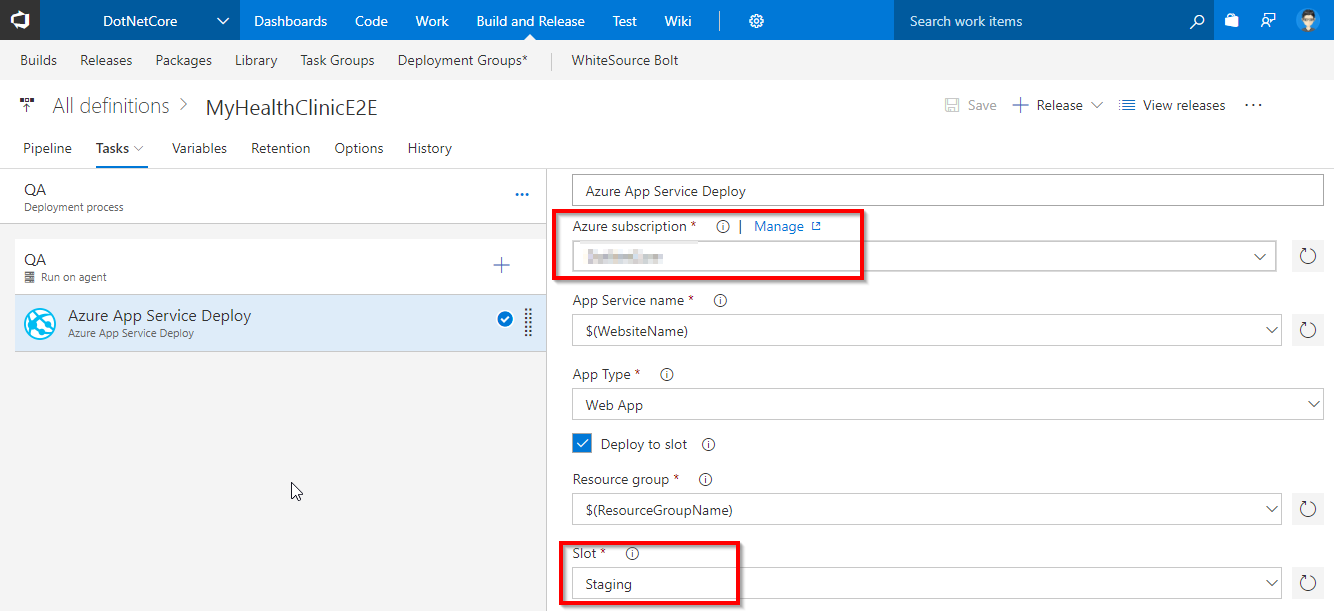 DotNetCore Dashboards Code Work Build and Release Test Wiki Search work items
Builds Releases Packages Library Task Groups Deployment Groups* WhiteSource Bolt
All definitions > MyHealthClinicE2E Save Release View releases ...
Pipeline Tasks Variables Retention Options History
QA
Deployment process
QA
Run on agent
Azure App Service Deploy
Azure App Service Deploy
Azure App Service Deploy
Azure subscription * | Manage
App Service name *
$(WebsiteName)
App Type *
Web App
Deploy to slot
Resource group *
$(ResourceGroupName)
Slot *
Staging